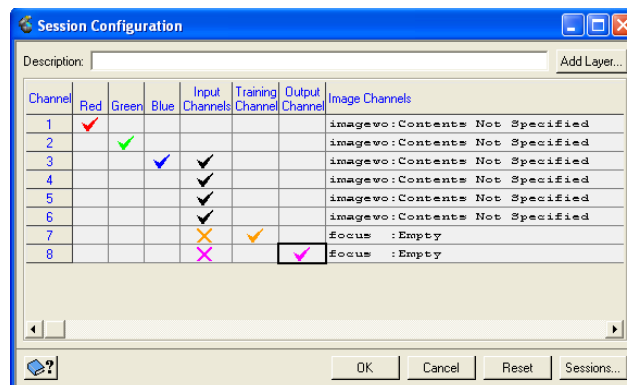 Session Configuration
Description:
Add Layer...
Channel Red Green Blue Input Channels Training Channel Output Channel Image Channels
1 imagewo:Contents Not Specified
2 imagewo:Contents Not Specified
3 imagewo:Contents Not Specified
4 imagewo:Contents Not Specified
5 imagewo:Contents Not Specified
6 imagewo:Contents Not Specified
7 focus :Empty
8 focus :Empty
?
OK Cancel Reset Sessions...